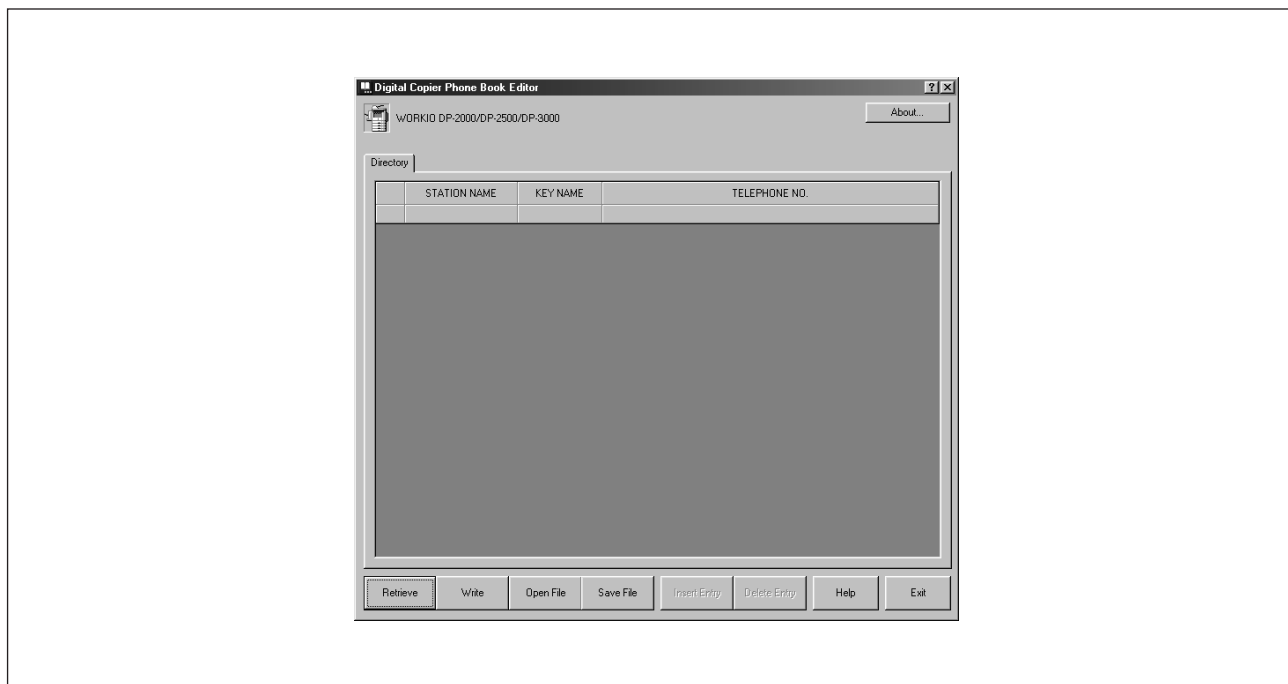 Digital Copier Phone Book Editor
WORKIO DP-2000/DP-2500/DP-3000
About...
Directory
STATION NAME KEY NAME TELEPHONE NO.
Retrieve Write Open File Save File Insert Entry Delete Entry Help Exit